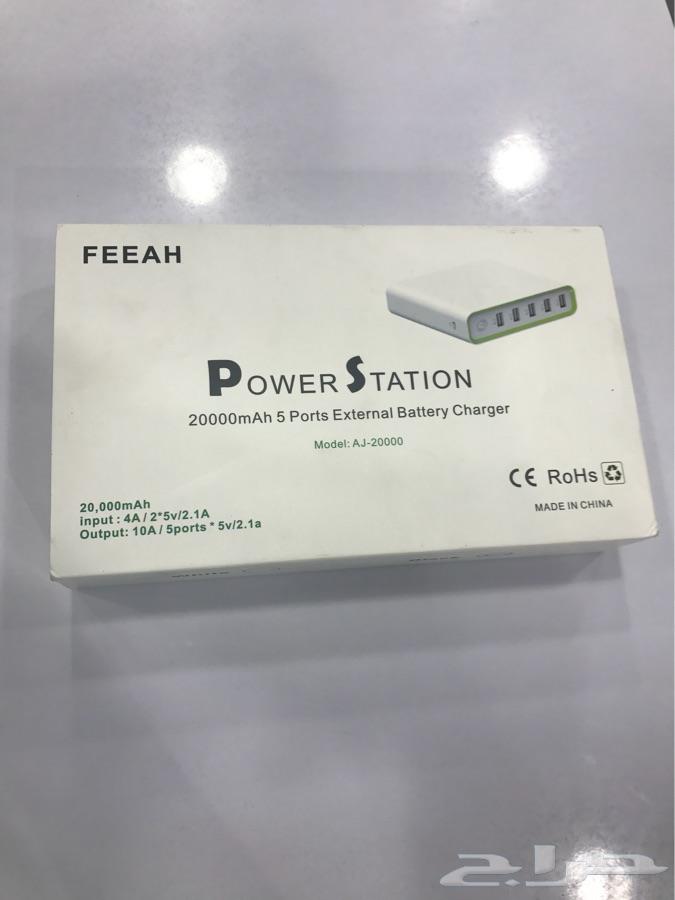 FEEAH
POWER STATION
20000mAh 5 Ports External Battery Charger
Model: AJ-20000
CE RoHs
MADE IN CHINA
20,000mAh
input : 4A / 2*5v/2.1A
Output: 10A / 5ports * 5v/2.1a
حراج